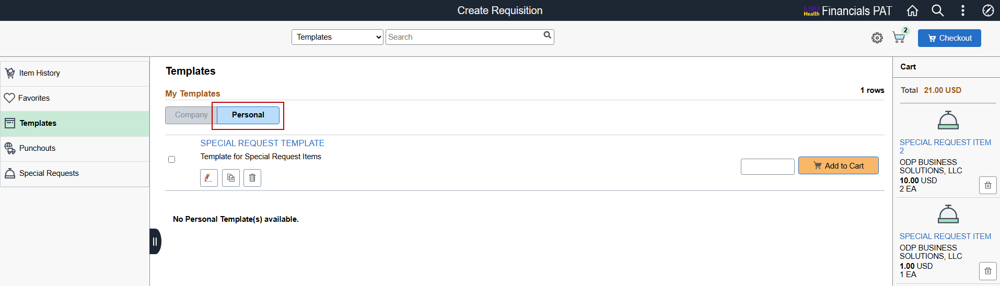 Create Requisition
LSU
Health
Financials PAT
Templates
Search
2
Checkout
Item History
Favorites
Templates
Punchouts
Special Requests
Templates
My Templates
1 rows
Company
Personal
SPECIAL REQUEST TEMPLATE
Template for Special Request Items
Add to Cart
No Personal Template(s) available.
Cart
Total 21.00 USD
SPECIAL REQUEST ITEM
2
ODP BUSINESS
SOLUTIONS, LLC
10.00 USD
2 EA
SPECIAL REQUEST ITEM
ODP BUSINESS
SOLUTIONS, LLC
1.00 USD
1 EA